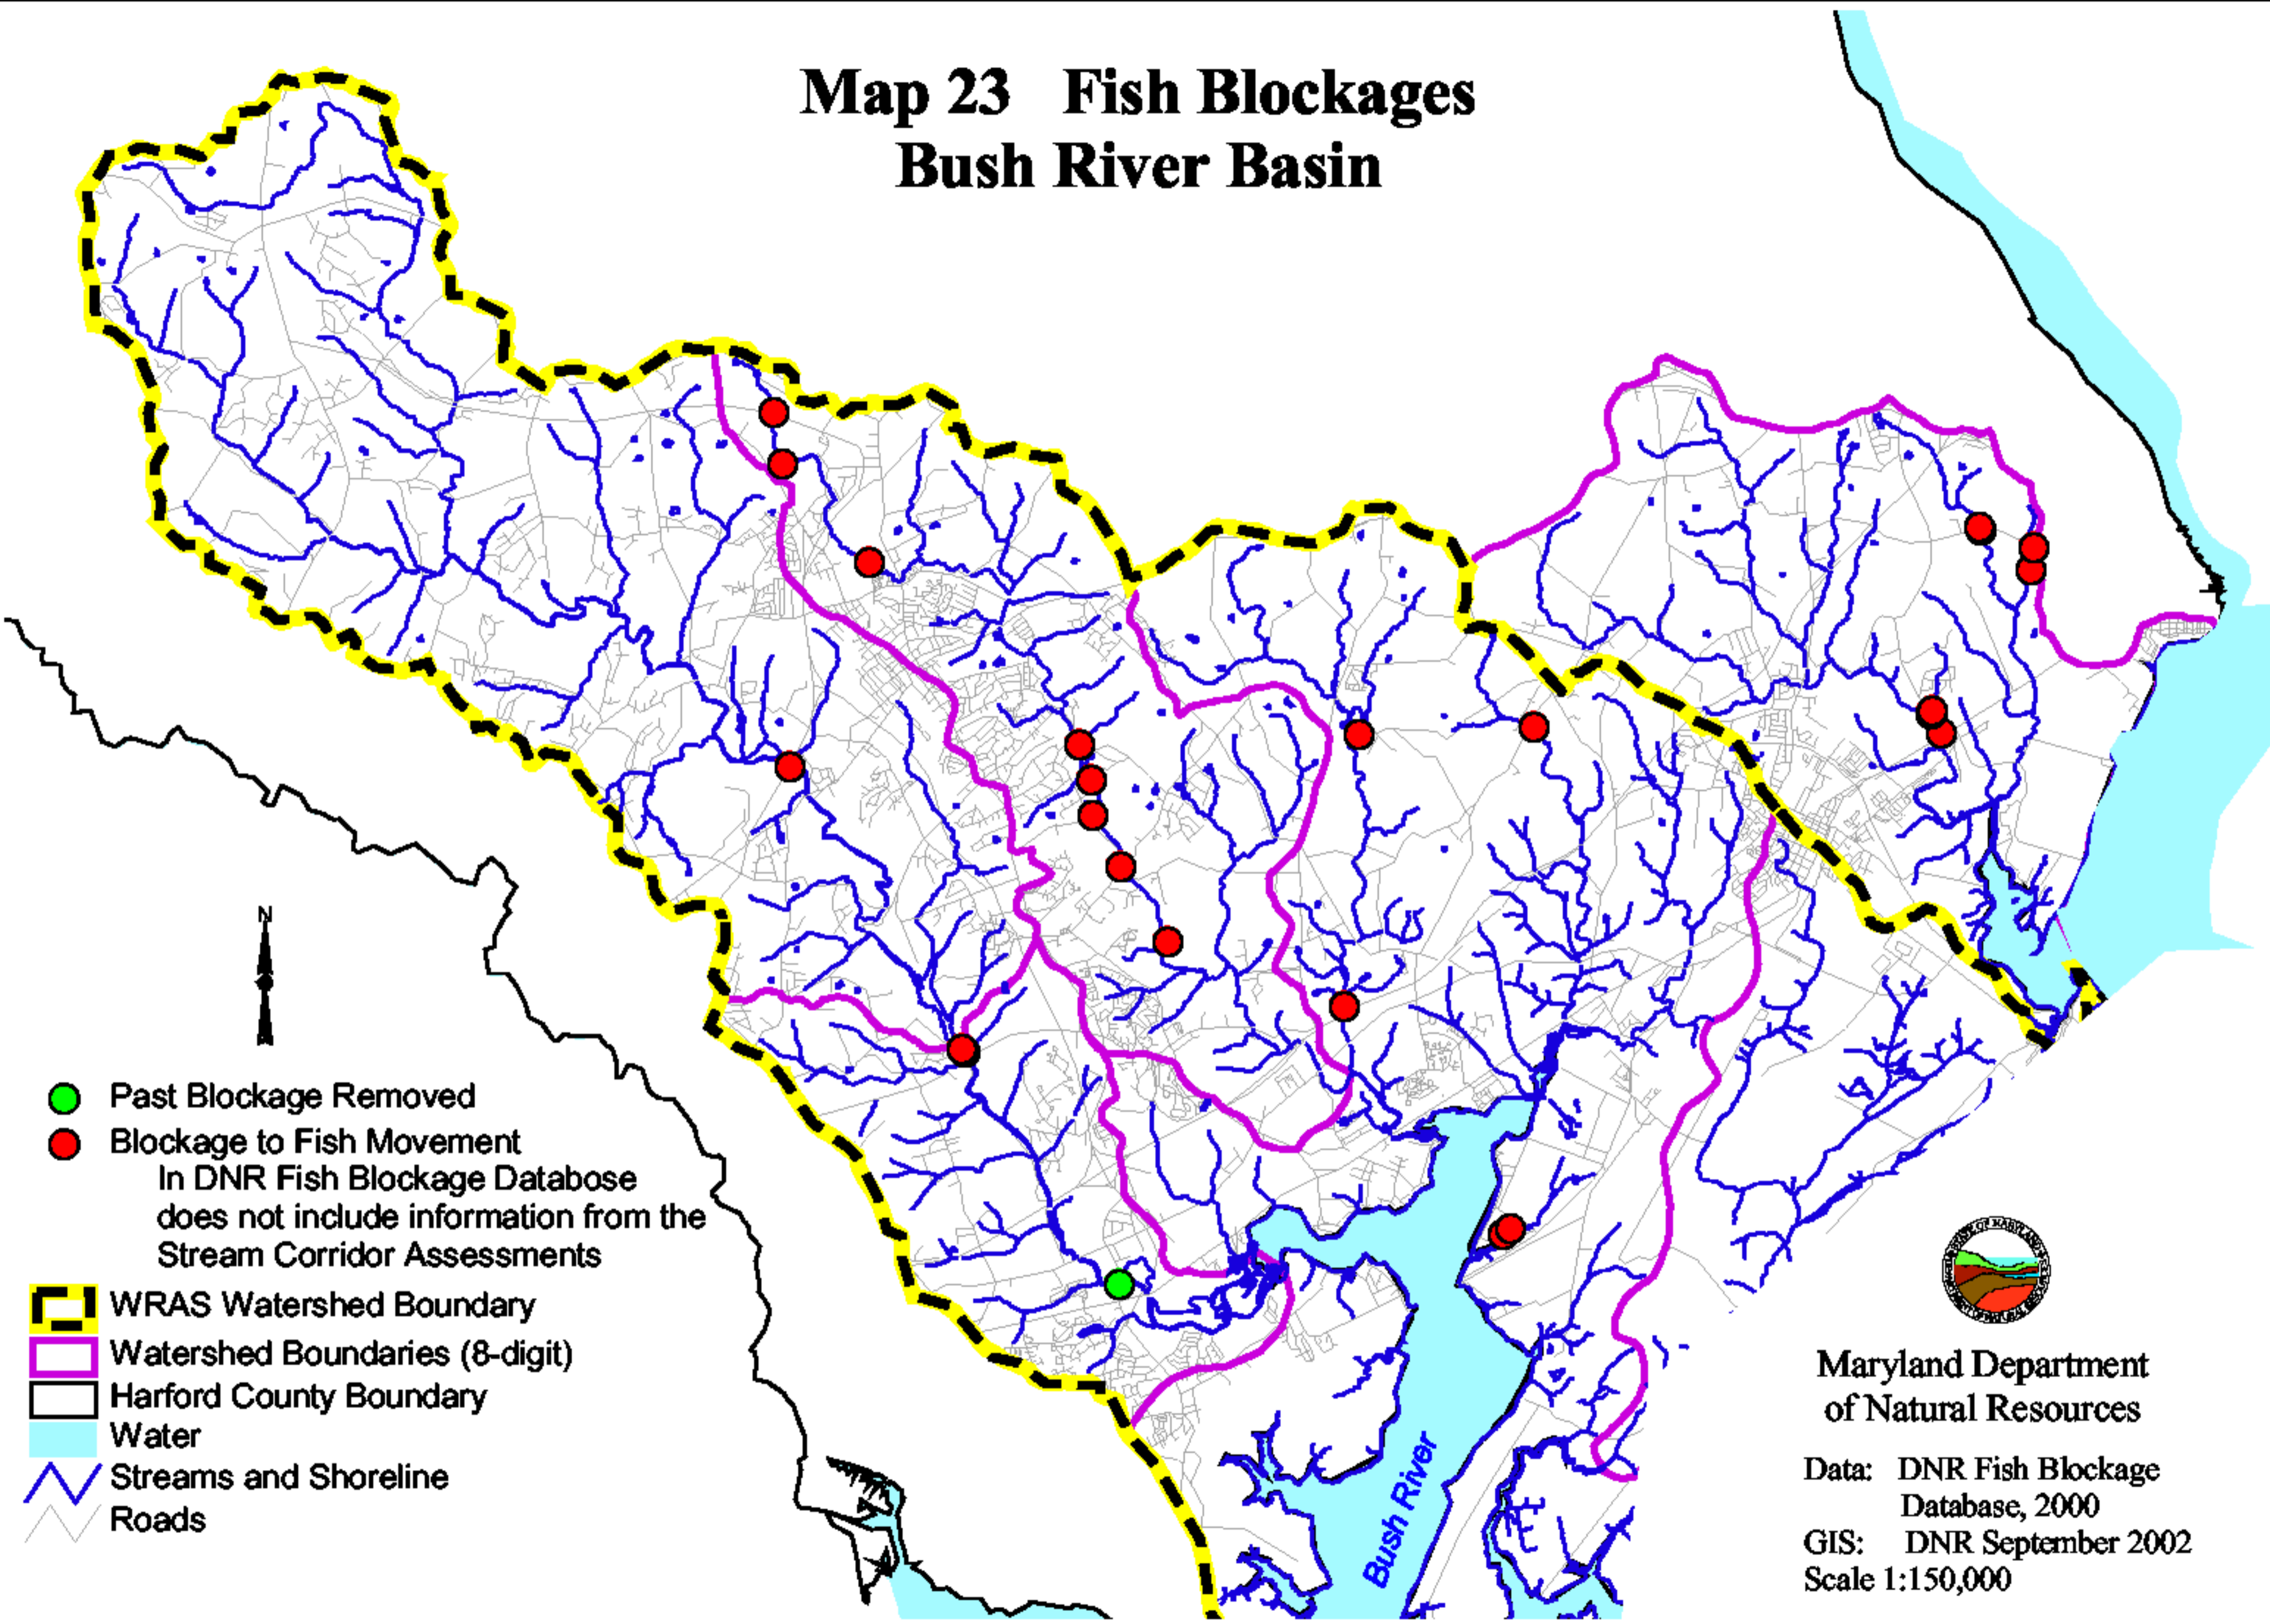 Map 23 Fish Blockages
Bush River Basin
N
Past Blockage Removed
Blockage to Fish Movement
In DNR Fish Blockage Databose
does not include information from the
Stream Corridor Assessments
WRAS Watershed Boundary
Watershed Boundaries (8-digit)
Harford County Boundary
Water
Streams and Shoreline
Roads
Bush River
Maryland Department
of Natural Resources
Data: DNR Fish Blockage
Database, 2000
GIS: DNR September 2002
Scale 1:150,000